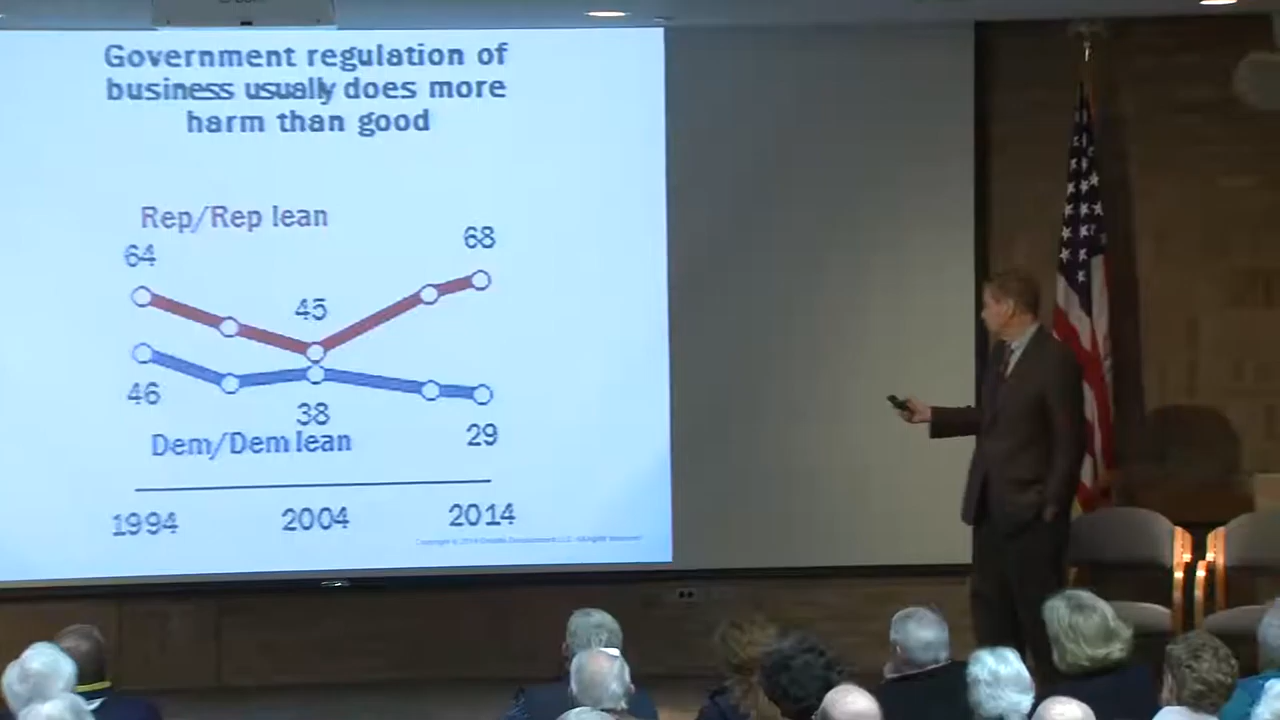 Government regulation of
business usually does more
harm than good
Rep/Rep lean
64
68
45
46
38
29
Dem/Dem lean
1994 2004 2014